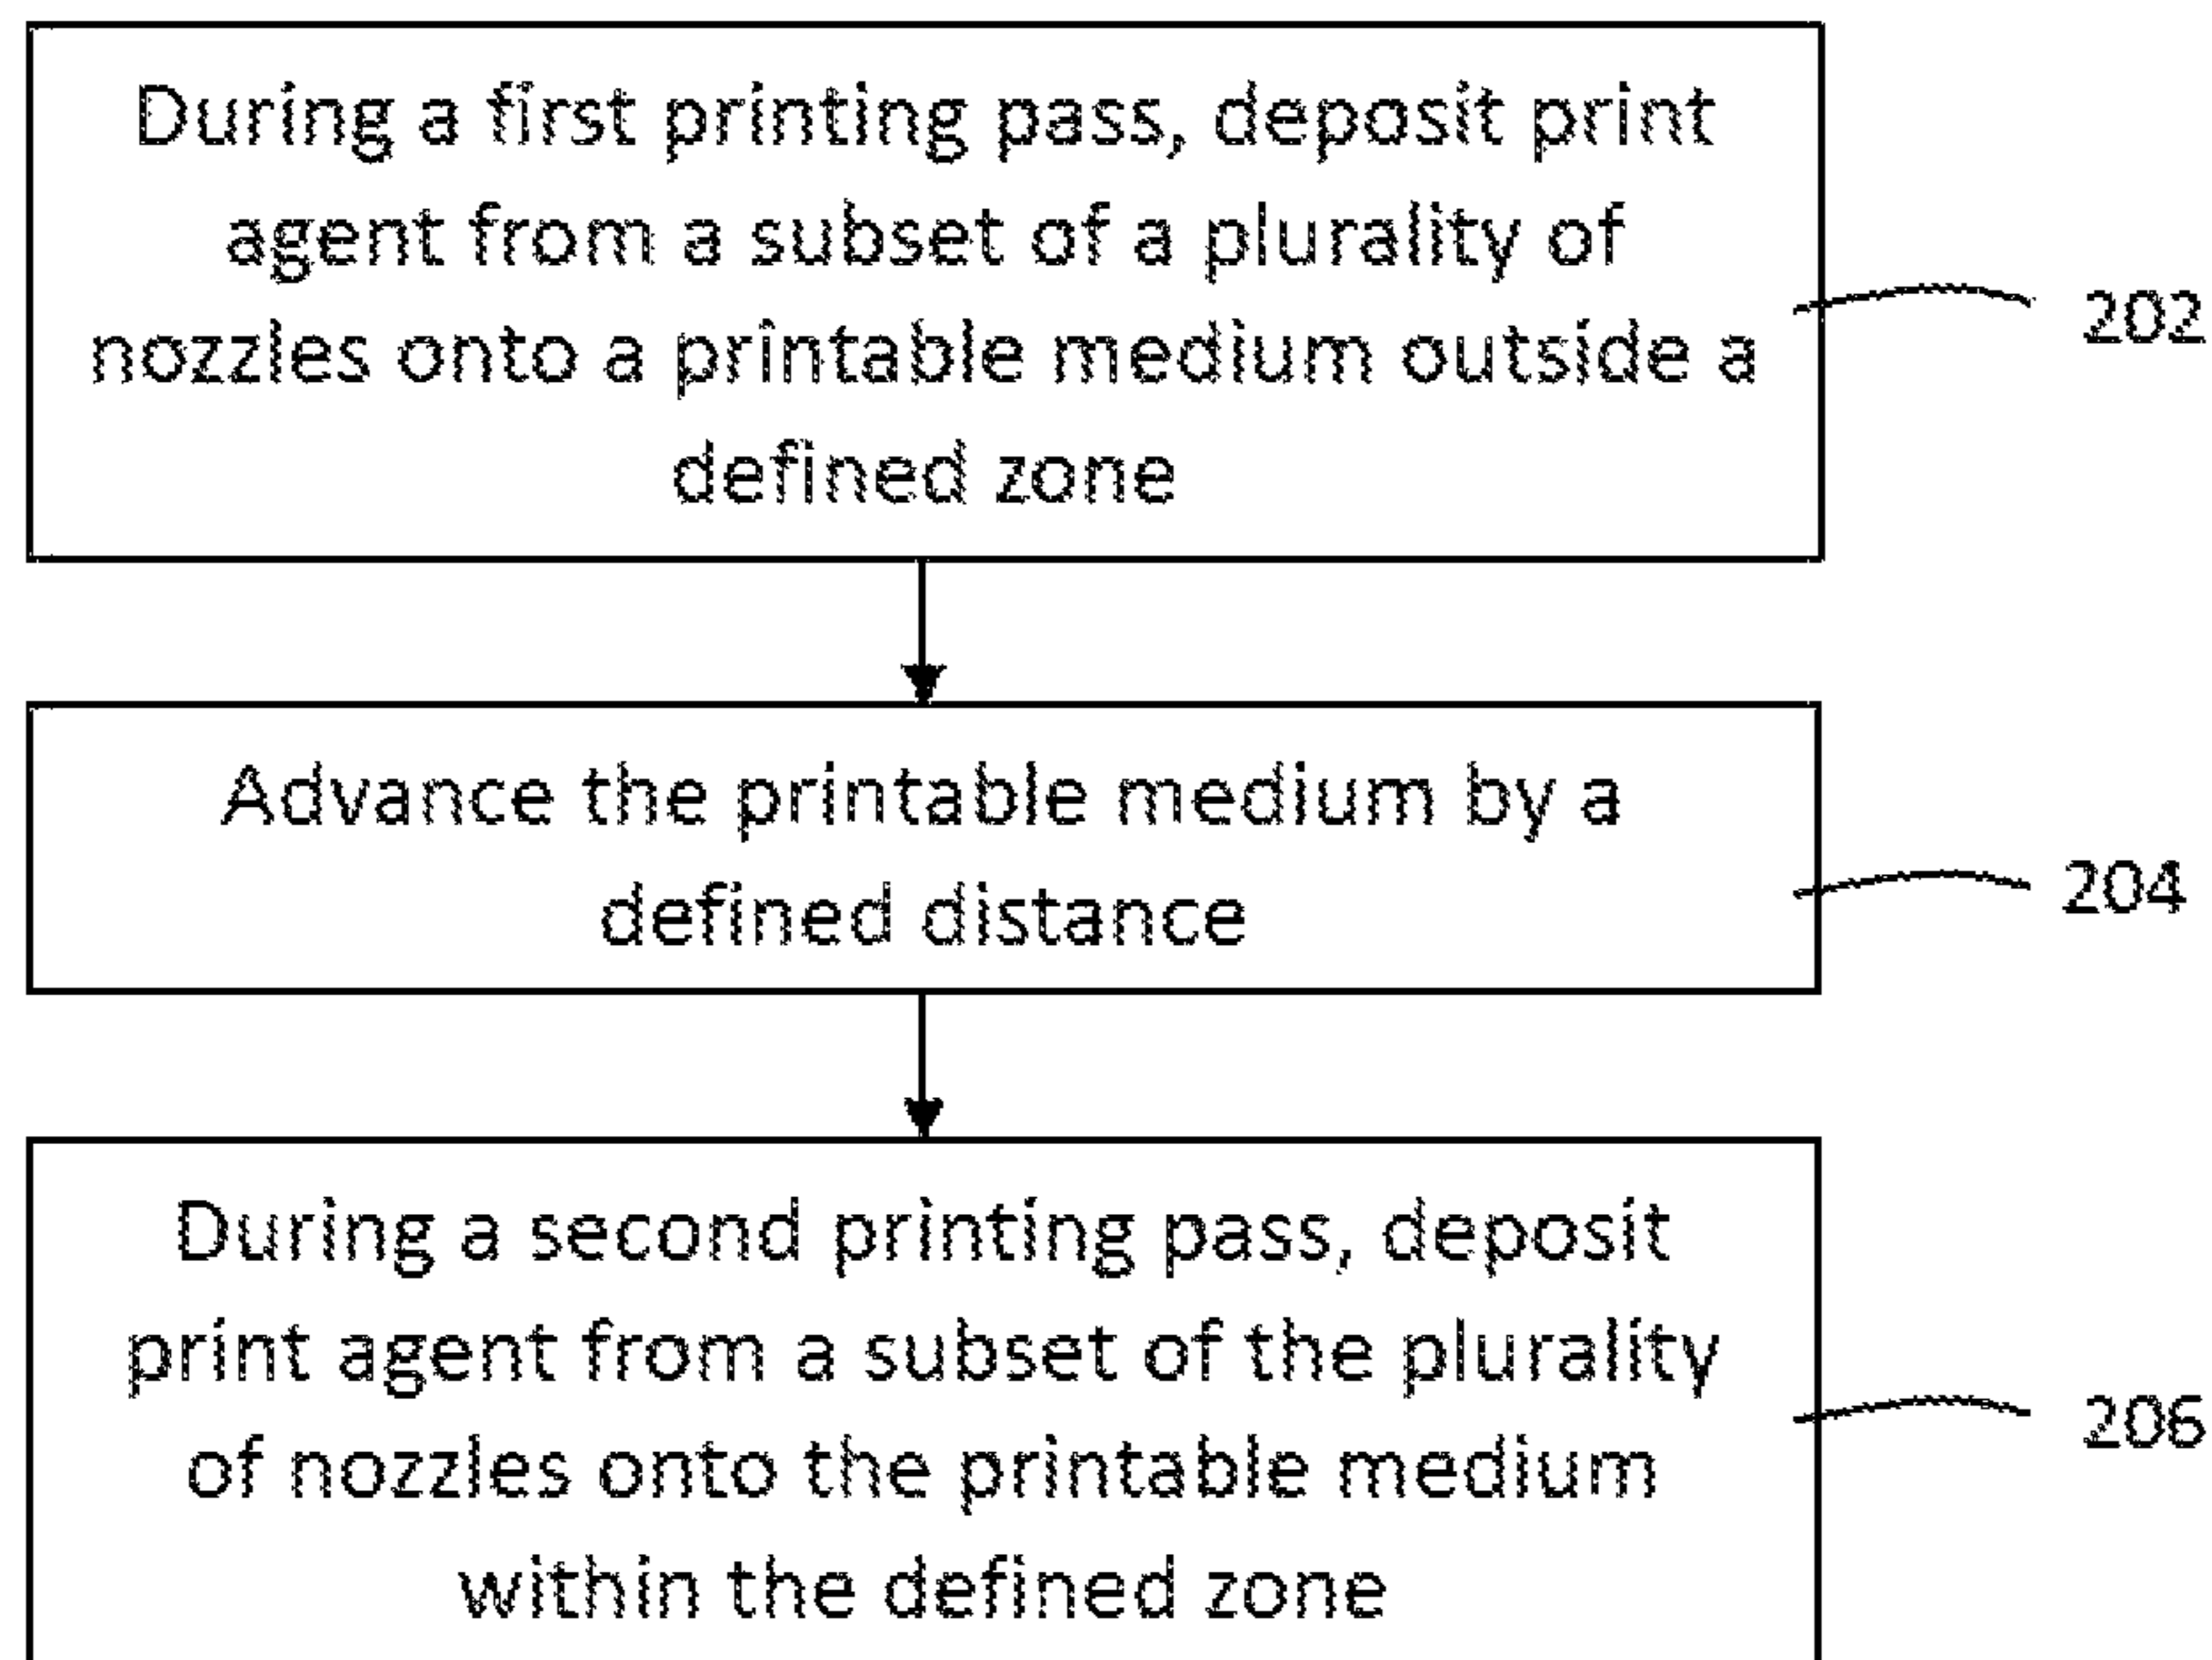 During a first printing pass, deposit print
agent from a subset of a plurality of
nozzles onto a printable medium outside a
defined zone
202
Advance the printable medium by a
defined distance
204
During a second printing pass, deposit
print agent from a subset of the plurality
of nozzles onto the printable medium
within the defined zone
206